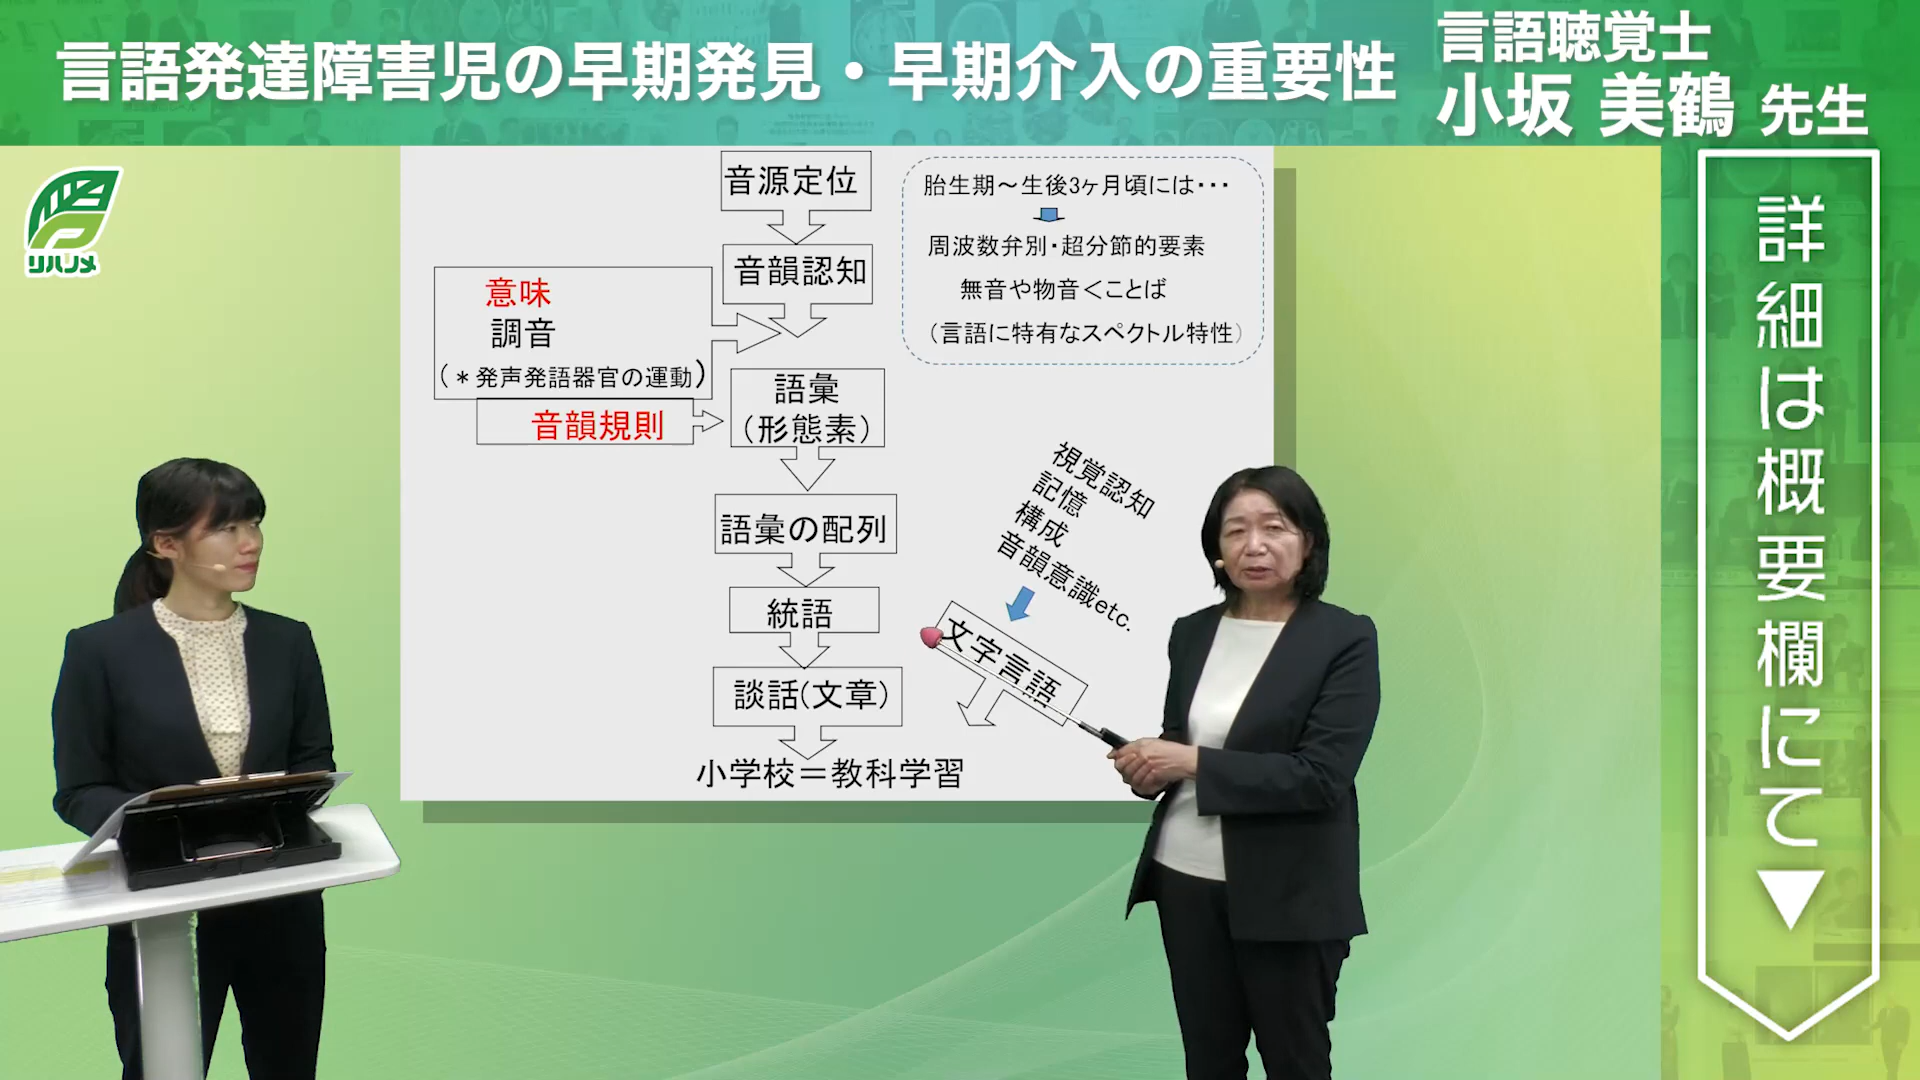 言語発達障害児の早期発見・早期介入の重要性
言語聴覚士
小坂 美鶴 先生
リハノメ
音源定位
音韻認知
意味
調音
(＊発声発語器官の運動)
音韻規則
語彙
(形態素)
語彙の配列
統語
談話(文章)
小学校＝教科学習
胎生期～生後3ヶ月頃には･･･
周波数弁別・超分節的要素
無音や物音＜ことば
(言語に特有なスペクトル特性)
視覚認知
記憶
構成
音韻意識etc.
文字言語
詳細は概要欄にて▼